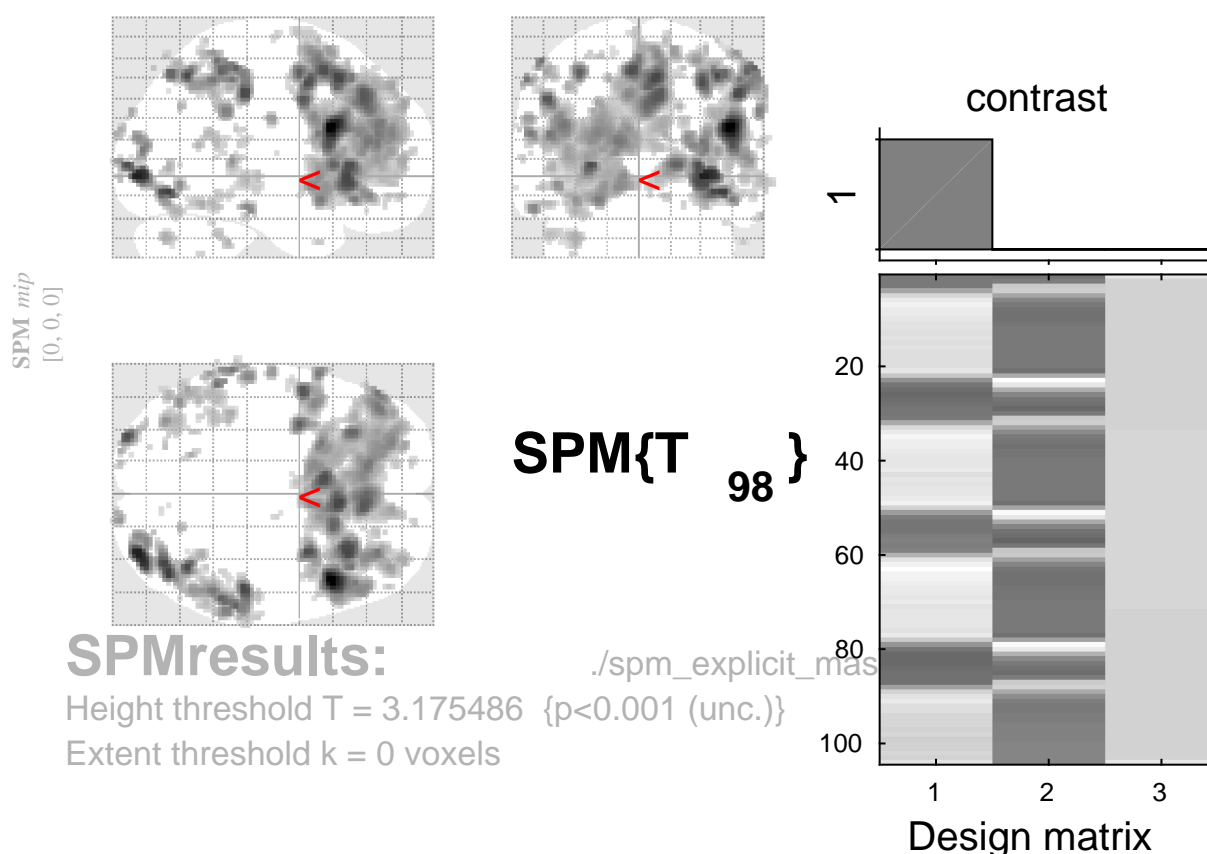 contrast
1
SPM mip
[0, 0, 0]
<
<
<
SPM{T 98 }
20
40
60
80
100
1 2 3
Design matrix
SPMresults: ./spm_explicit_mas
Height threshold T = 3.175486 {p<0.001 (unc.)}
Extent threshold k = 0 voxels